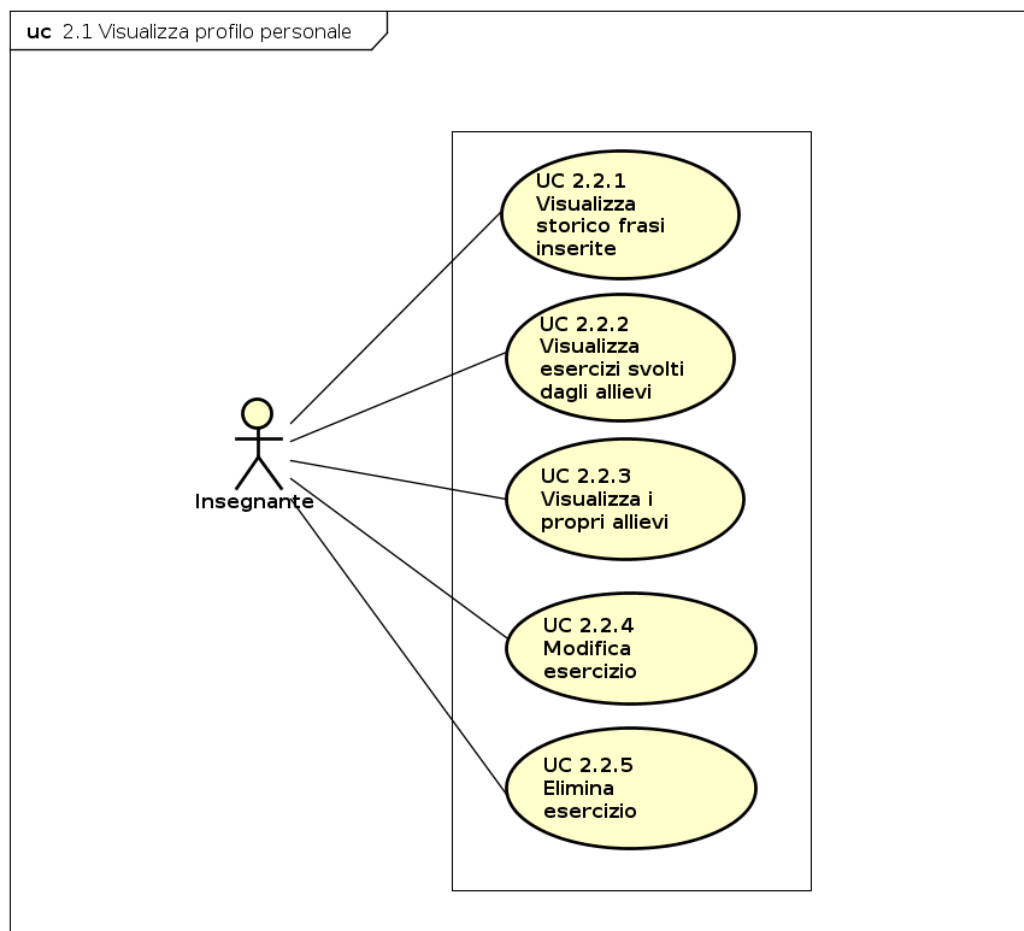 uc 2.1 Visualizza profilo personale
UC 2.2.1
Visualizza
storico frasi
inserite
UC 2.2.2
Visualizza
esercizi svolti
dagli allievi
UC 2.2.3
Visualizza i
propri allievi
Insegnante
UC 2.2.4
Modifica
esercizio
UC 2.2.5
Elimina
esercizio